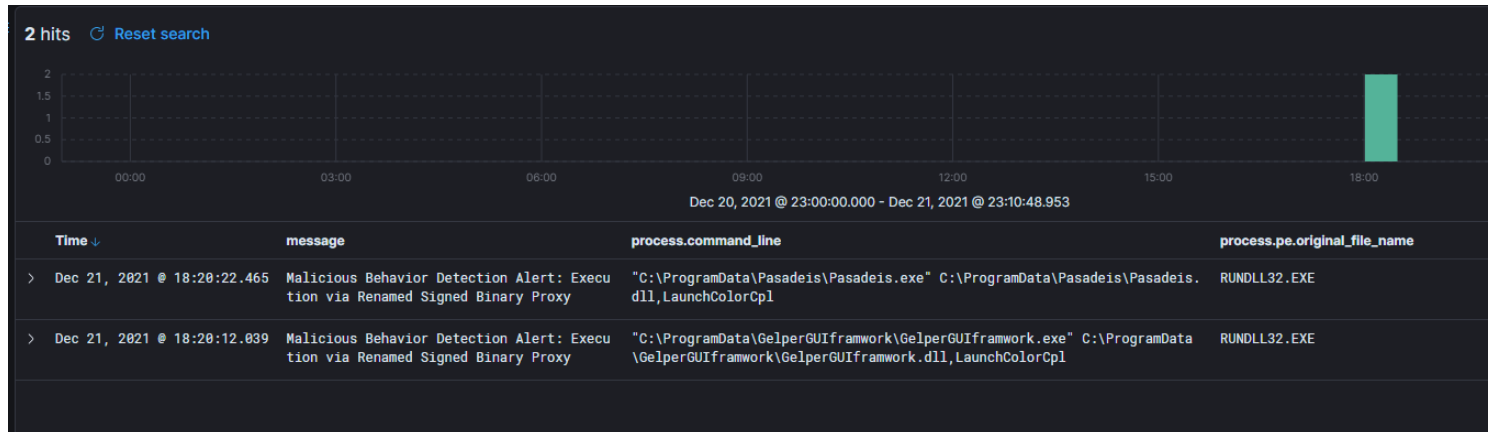 2 hits Reset search
2
1.5
1
0.5
0
00:00 03:00 06:00 09:00 12:00 15:00 18:00
Dec 20, 2021 @ 23:00:00.000 - Dec 21, 2021 @ 23:10:48.953
Time message process.command_line process.pe.original_file_name
Dec 21, 2021 @ 18:20:22.465 Malicious Behavior Detection Alert: Execu "C:\ProgramData\Pasadeis\Pasadeis.exe" C:\ProgramData\Pasadeis\Pasadeis. RUNDLL32.EXE
tion via Renamed Signed Binary Proxy dll,LaunchColorCpl
Dec 21, 2021 @ 18:20:12.039 Malicious Behavior Detection Alert: Execu "C:\ProgramData\GelperGUIframwork\GelperGUIframwork.exe" C:\ProgramData RUNDLL32.EXE
tion via Renamed Signed Binary Proxy \GelperGUIframwork\GelperGUIframwork.dll,LaunchColorCpl